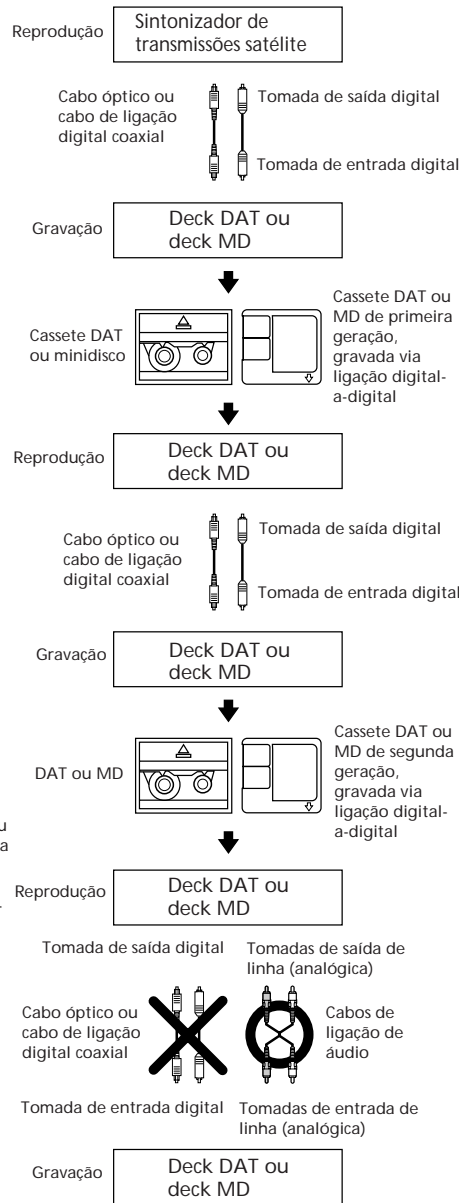 Reprodução
Sintonizador de
transmissões satélite
Cabo óptico ou
cabo de ligação
digital coaxial
Tomada de saída digital
Tomada de entrada digital
Gravação
Deck DAT ou
deck MD
Cassete DAT
ou minidisco
Cassete DAT ou
MD de primeira
geração,
gravada via
ligação digital-
a-digital
Reprodução
Deck DAT ou
deck MD
Cabo óptico ou
cabo de ligação
digital coaxial
Tomada de saída digital
Tomada de entrada digital
Gravação
Deck DAT ou
deck MD
DAT ou MD
Cassete DAT ou
MD de segunda
geração,
gravada via
ligação digital-
a-digital
Reprodução
Deck DAT ou
deck MD
Tomada de saída digital
Tomadas de saída de
linha (analógica)
Cabo óptico ou
cabo de ligação
digital coaxial
Cabos de
ligação de
áudio
Tomada de entrada digital
Tomadas de entrada de
linha (analógica)
Gravação
Deck DAT ou
deck MD